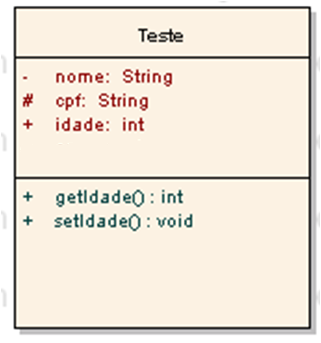 Teste
- nome: String
# cpf: String
+ idade: int
+ getIdade() : int
+ setIdade() : void